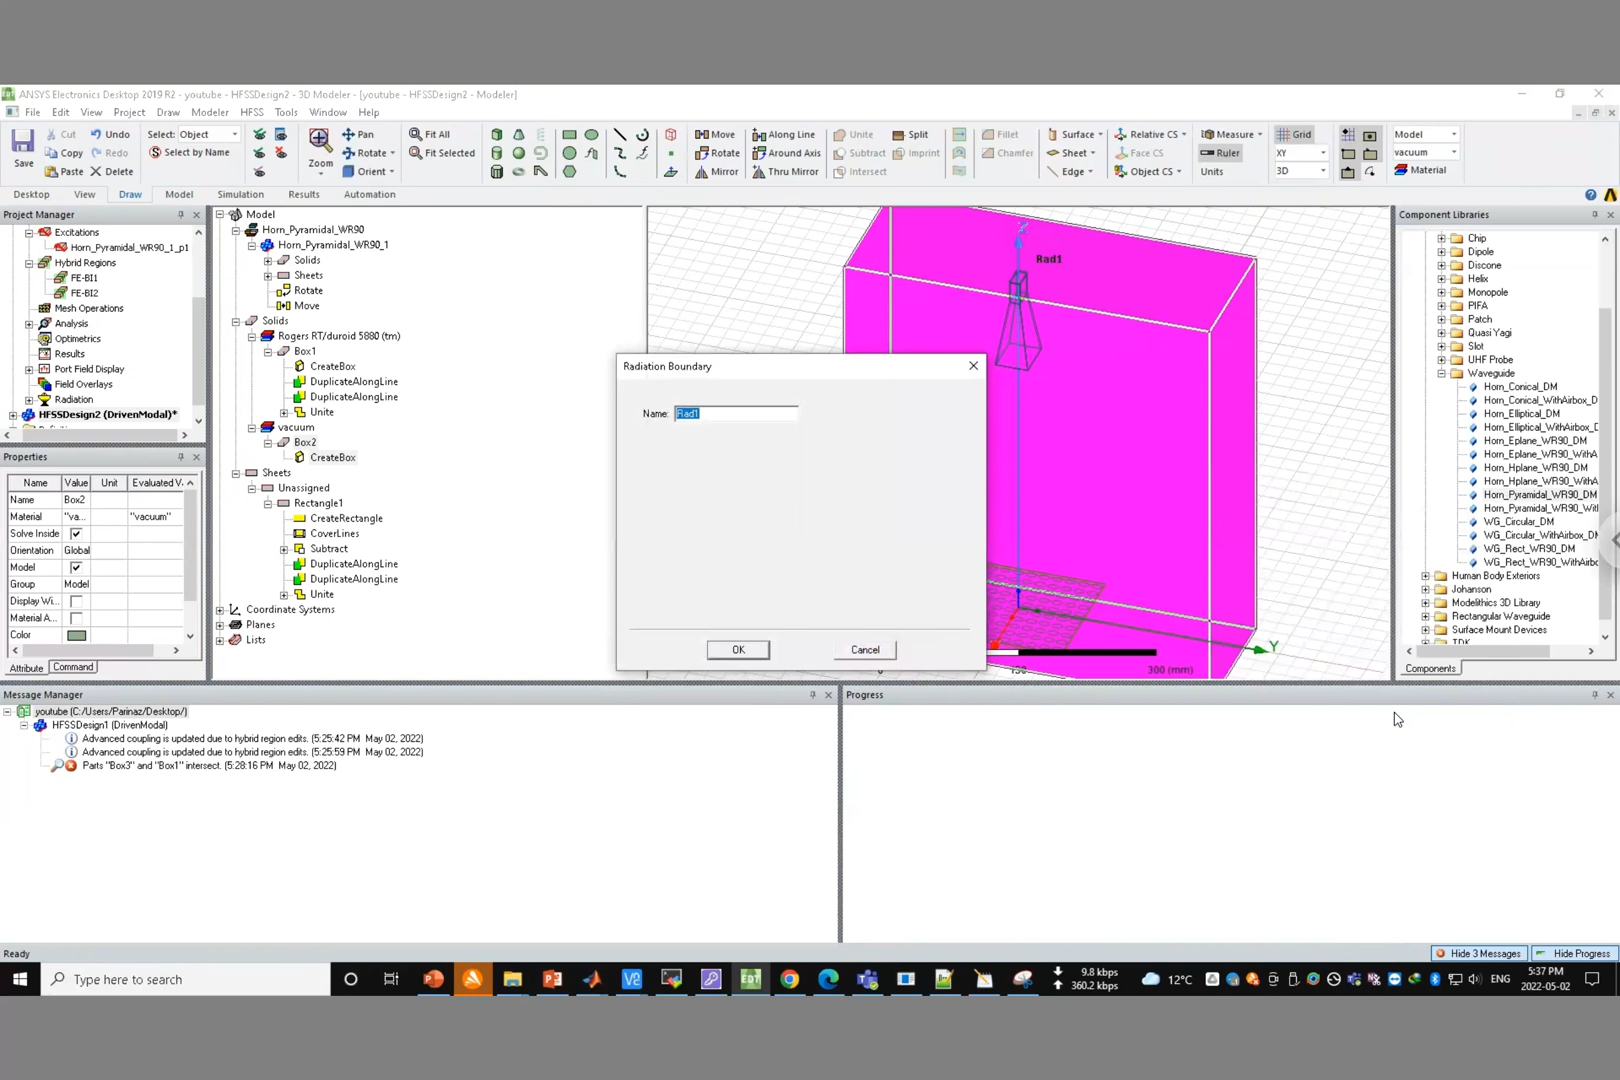 ANSYS Electronics Desktop 2019 R2 - youtube - HFSSDesign2 - 3D Modeler - [youtube - HFSSDesign2 - Modeler]
File Edit View Project Draw Modeler HFSS Tools Window Help
Save
Cut
Copy
Paste
Undo
Redo
Delete
Select: Object
Select by Name
Zoom
Pan
Rotate
Orient
Fit All
Fit Selected
Move
Rotate
Mirror
Along Line
Around Axis
Thru Mirror
Unite
Subtract
Intersect
Split
Imprint
Fillet
Chamfer
Surface
Sheet
Edge
Relative CS
Face CS
Object CS
Measure
Ruler
Units
Grid
XY
3D
Model
vacuum
Material
Desktop View Draw Model Simulation Results Automation
Project Manager
Excitations
Horn_Pyramidal_WR90_1_p1
Hybrid Regions
FE-BI1
FE-BI2
Mesh Operations
Analysis
Optimetrics
Results
Port Field Display
Field Overlays
Radiation
HFSSDesign2 (DrivenModal)*
Properties
Name Value Unit Evaluated V.
Name Box2
Material "va... "vacuum"
Solve Inside
Orientation Global
Model
Group Model
Display Wi...
Material A...
Color
Attribute Command
Model
Horn_Pyramidal_WR90
Horn_Pyramidal_WR90_1
Solids
Sheets
Rotate
Move
Solids
Rogers RT/duroid 5880 (tm)
Box1
CreateBox
DuplicateAlongLine
DuplicateAlongLine
Unite
vacuum
Box2
CreateBox
Sheets
Unassigned
Rectangle1
CreateRectangle
CoverLines
Subtract
DuplicateAlongLine
DuplicateAlongLine
Unite
Coordinate Systems
Planes
Lists
Z
Rad1
Y
300 (mm)
Radiation Boundary
Name: Rad1
OK Cancel
Component Libraries
Chip
Dipole
Discone
Helix
Monopole
PIFA
Patch
Quasi Yagi
Slot
UHF Probe
Waveguide
Horn_Conical_DM
Horn_Conical_WithAirbox_D
Horn_Elliptical_DM
Horn_Elliptical_WithAirbox_D
Horn_Eplane_WR90_DM
Horn_Eplane_WR90_WithA
Horn_Hplane_WR90_DM
Horn_Hplane_WR90_WithA
Horn_Pyramidal_WR90_DM
Horn_Pyramidal_WR90_Wit
WG_Circular_DM
WG_Circular_WithAirbox_D
WG_Rect_WR90_DM
WG_Rect_WR90_WithAirbo
Human Body Exteriors
Johanson
Modelithics 3D Library
Rectangular Waveguide
Surface Mount Devices
Components
Message Manager
youtube (C:/Users/Parinaz/Desktop/)
HFSSDesign1 (DrivenModal)
Advanced coupling is updated due to hybrid region edits. (5:25:42 PM May 02, 2022)
Advanced coupling is updated due to hybrid region edits. (5:25:59 PM May 02, 2022)
Parts "Box3" and "Box1" intersect. (5:28:16 PM May 02, 2022)
Progress
Ready
Hide 3 Messages Hide Progress
Type here to search
EDT
9.8 kbps
360.2 kbps
12°C
ENG
5:37 PM
2022-05-02